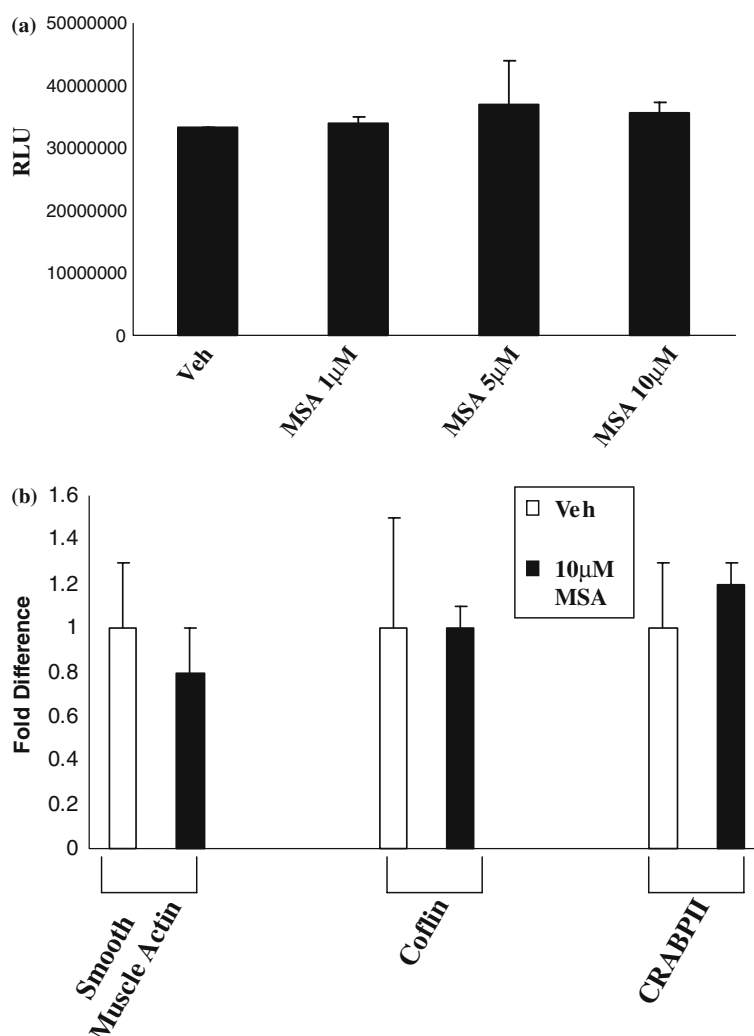 (a)
50000000
40000000
30000000
20000000
10000000
0
RLU
Veh
MSA 1µM
MSA 5µM
MSA 10µM
(b)
1.6
1.4
1.2
1
0.8
0.6
0.4
0.2
0
Fold Difference
Veh
10µM
MSA
Smooth
Muscle Actin
Coflin
CRABPII